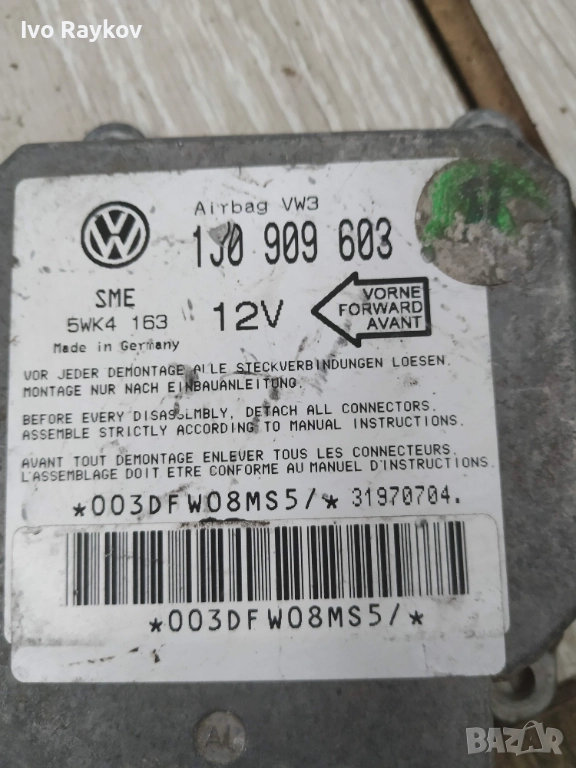 Ivo Raykov
Airbag VW3
1J0 909 603
SME
5WK4 163
12V
VORNE
FORWARD
AVANT
Made in Germany
VOR JEDER DEMONTAGE ALLE STECKVERBINDUNGEN LOESEN.
MONTAGE NUR NACH EINBAUANLEITUNG.
BEFORE EVERY DISASSEMBLY, DETACH ALL CONNECTORS.
ASSEMBLE STRICTLY ACCORDING TO MANUAL INSTRUCTIONS.
AVANT TOUT DEMONTAGE ENLEVER TOUS LES CONNECTEURS.
L'ASSEMBLAGE DOIT ETRE CONFORME AU MANUEL D'INSTRUCTIONS.
*003DFW08MS5/* 31970704.
*003DFW08MS5/*
AL
BAZAR